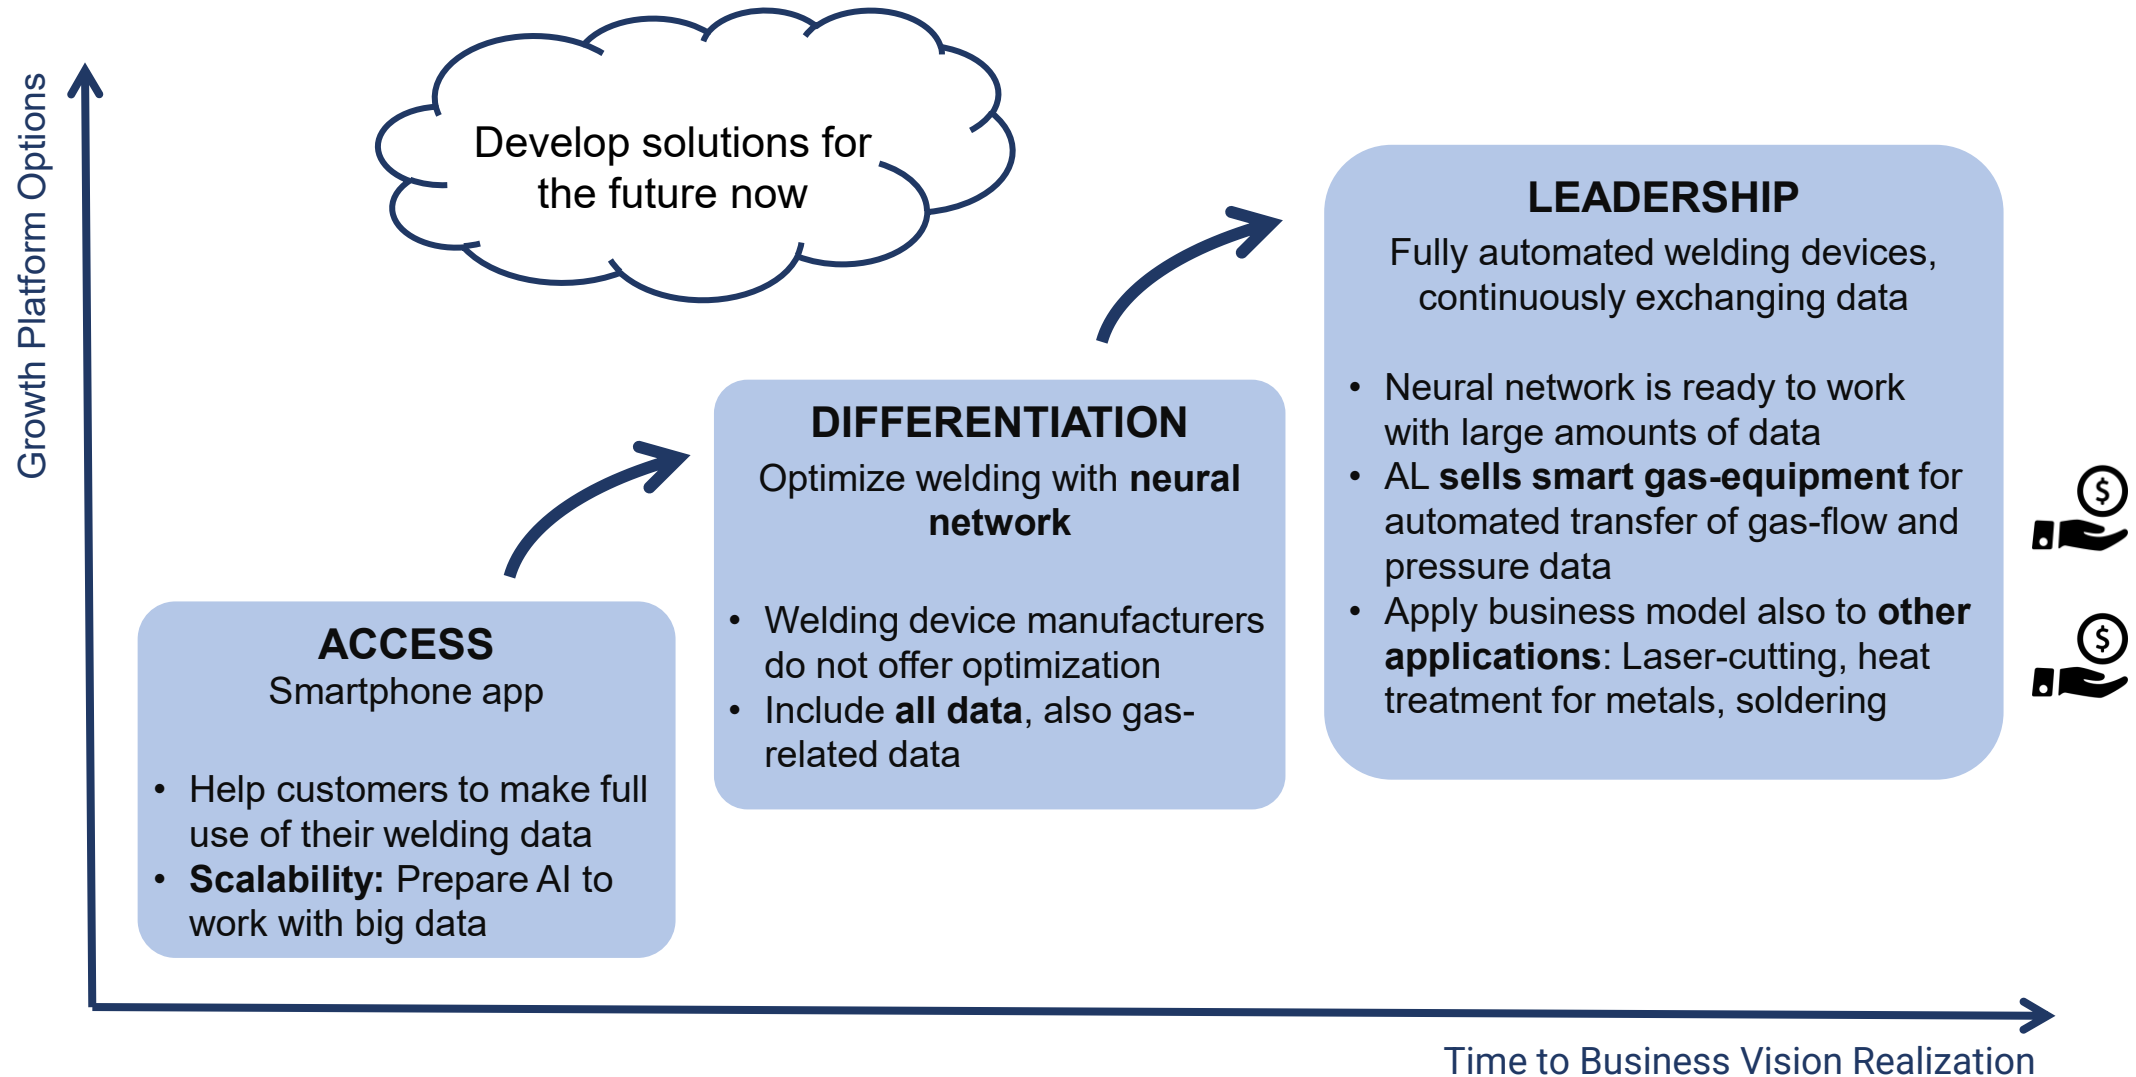 Growth Platform Options
Develop solutions for
the future now
ACCESS
Smartphone app
• Help customers to make full
use of their welding data
• Scalability: Prepare AI to
work with big data
DIFFERENTIATION
Optimize welding with neural
network
• Welding device manufacturers
do not offer optimization
• Include all data, also gas-
related data
LEADERSHIP
Fully automated welding devices,
continuously exchanging data
• Neural network is ready to work
with large amounts of data
• AL sells smart gas-equipment for
automated transfer of gas-flow and
pressure data
• Apply business model also to other
applications: Laser-cutting, heat
treatment for metals, soldering
$
$
Time to Business Vision Realization